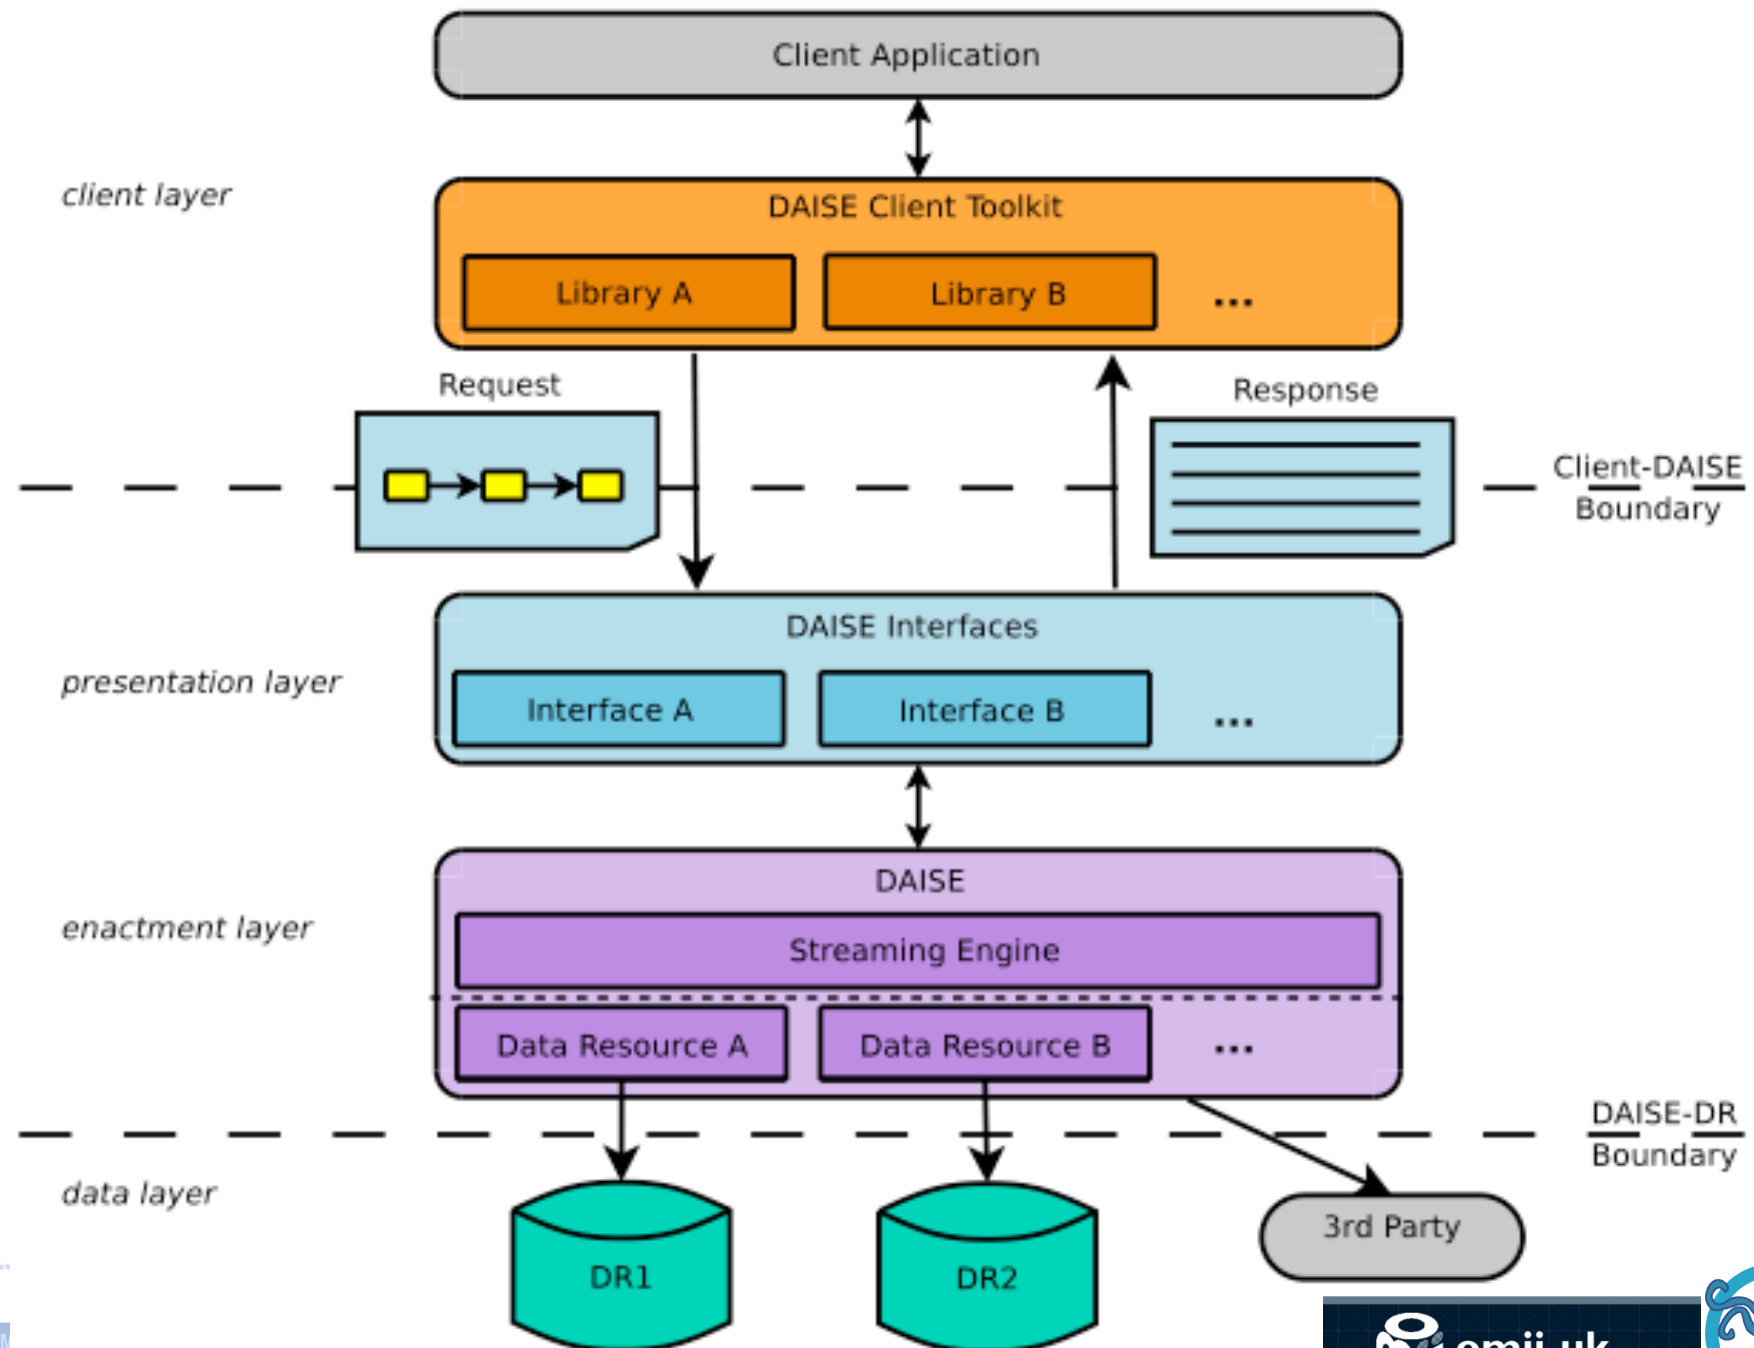 Client Application
client layer
DAISE Client Toolkit
Library A
Library B
...
Request
Response
Client-DAISE
Boundary
DAISE Interfaces
presentation layer
Interface A
Interface B
...
DAISE
enactment layer
Streaming Engine
Data Resource A
Data Resource B
...
DAISE-DR
Boundary
data layer
3rd Party
DR1
DR2
omii-uk